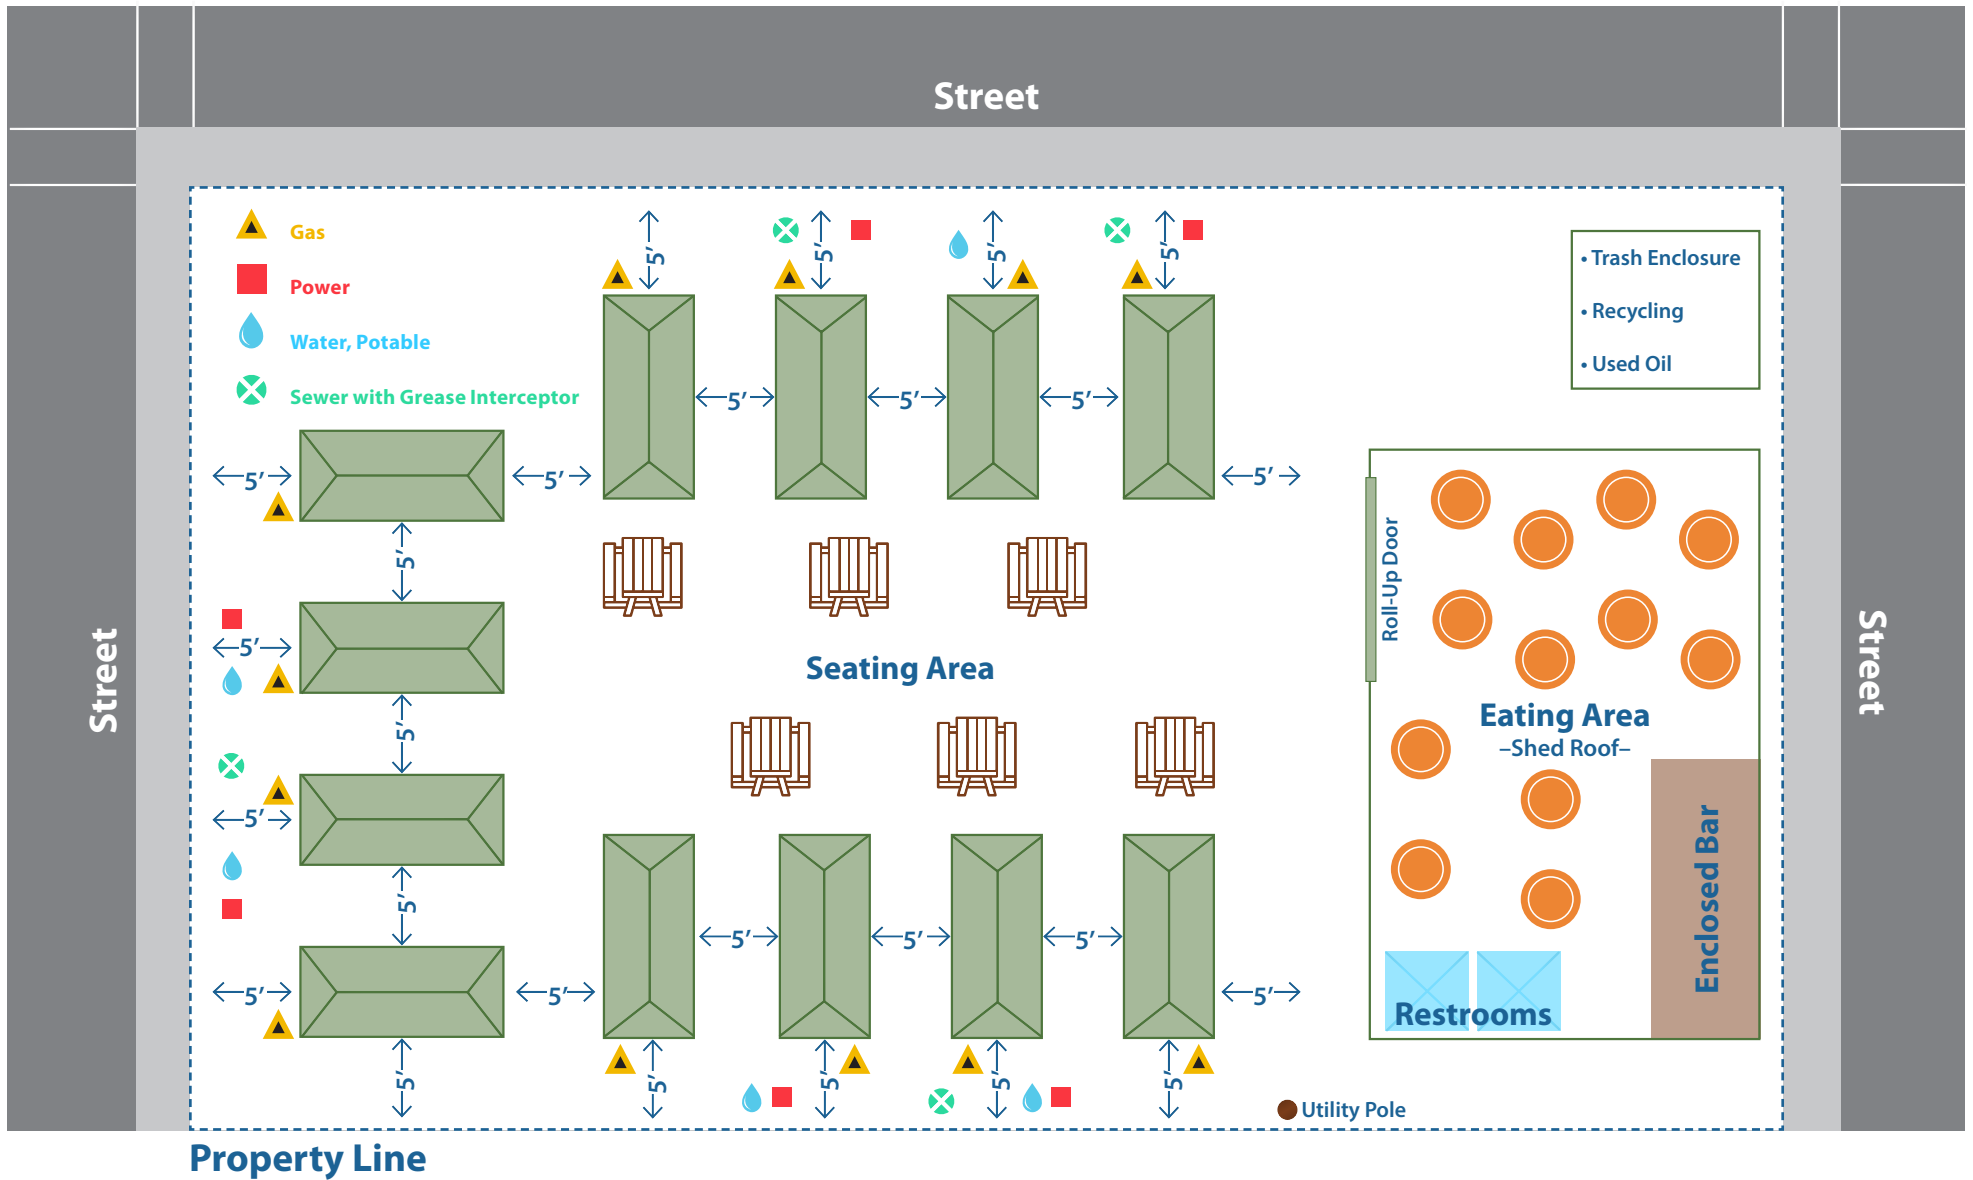 Street
Street
Street
Gas
Power
Water, Potable
Sewer with Grease Interceptor
5’
5’
5’
5’
• Trash Enclosure
• Recycling
• Used Oil
5’
5’
5’
5’
5’
5’
5’
5’
5’
5’
5’
5’
5’
Roll-Up Door
Seating Area
Eating Area
–Shed Roof–
Enclosed Bar
Restrooms
5’
5’
5’
5’
5’
5’
5’
5’
5’
5’
5’
Utility Pole
Property Line